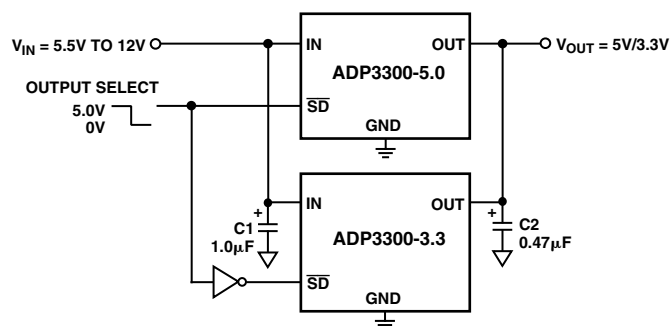 V_IN = 5.5V TO 12V
IN
OUT
V_OUT = 5V/3.3V
ADP3300-5.0
OUTPUT SELECT
5.0V
0V
SD
GND
IN
OUT
C1
1.0µF
+
ADP3300-3.3
+
C2
0.47µF
SD
GND